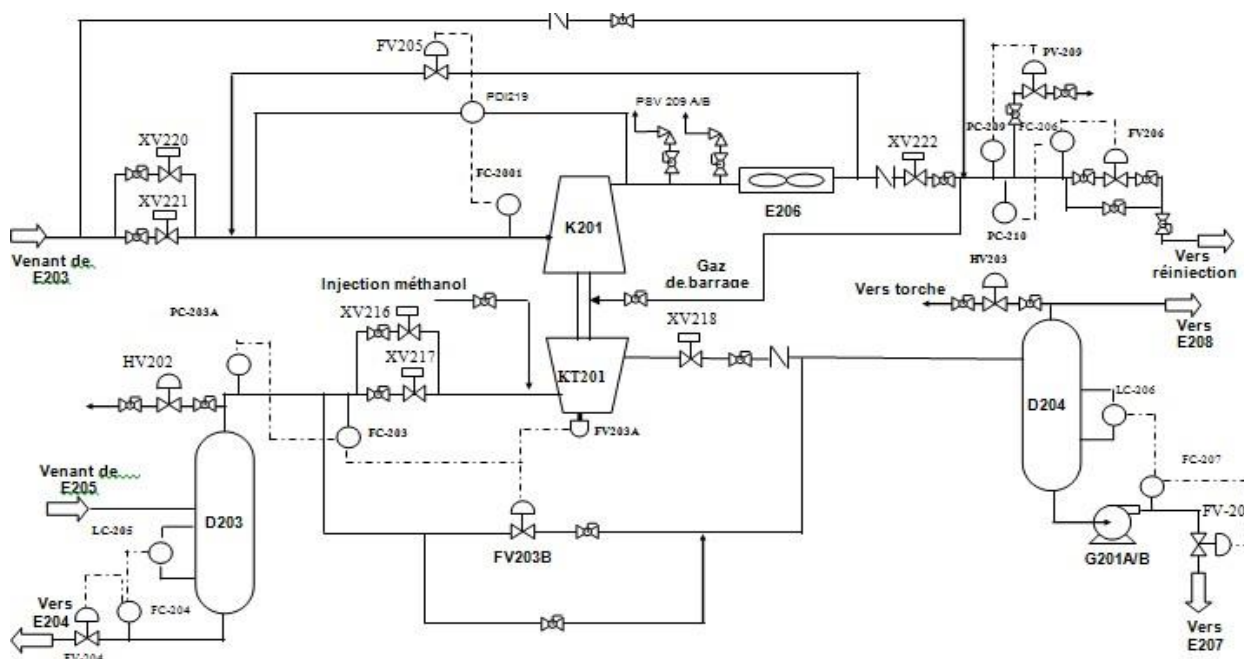 FV205
PV-209
PDI219
PSV 209 A/B
PC-209
FC-206
FV206
XV220
XV222
FC-2001
XV221
E206
K201
PC-210
Venant de
E203
Vers
réiniection
Gaz
de barrage
HV203
Injection méthanol
Vers torche
PC-203A
XV216
XV218
Vers
E208
HV202
XV217
KT201
D204
LC-206
FC-203
FV203A
Venant de
E205
FC-207
D203
LC-205
FV-20
FV203B
G201A/B
Vers
E204
FC-204
Vers
E207